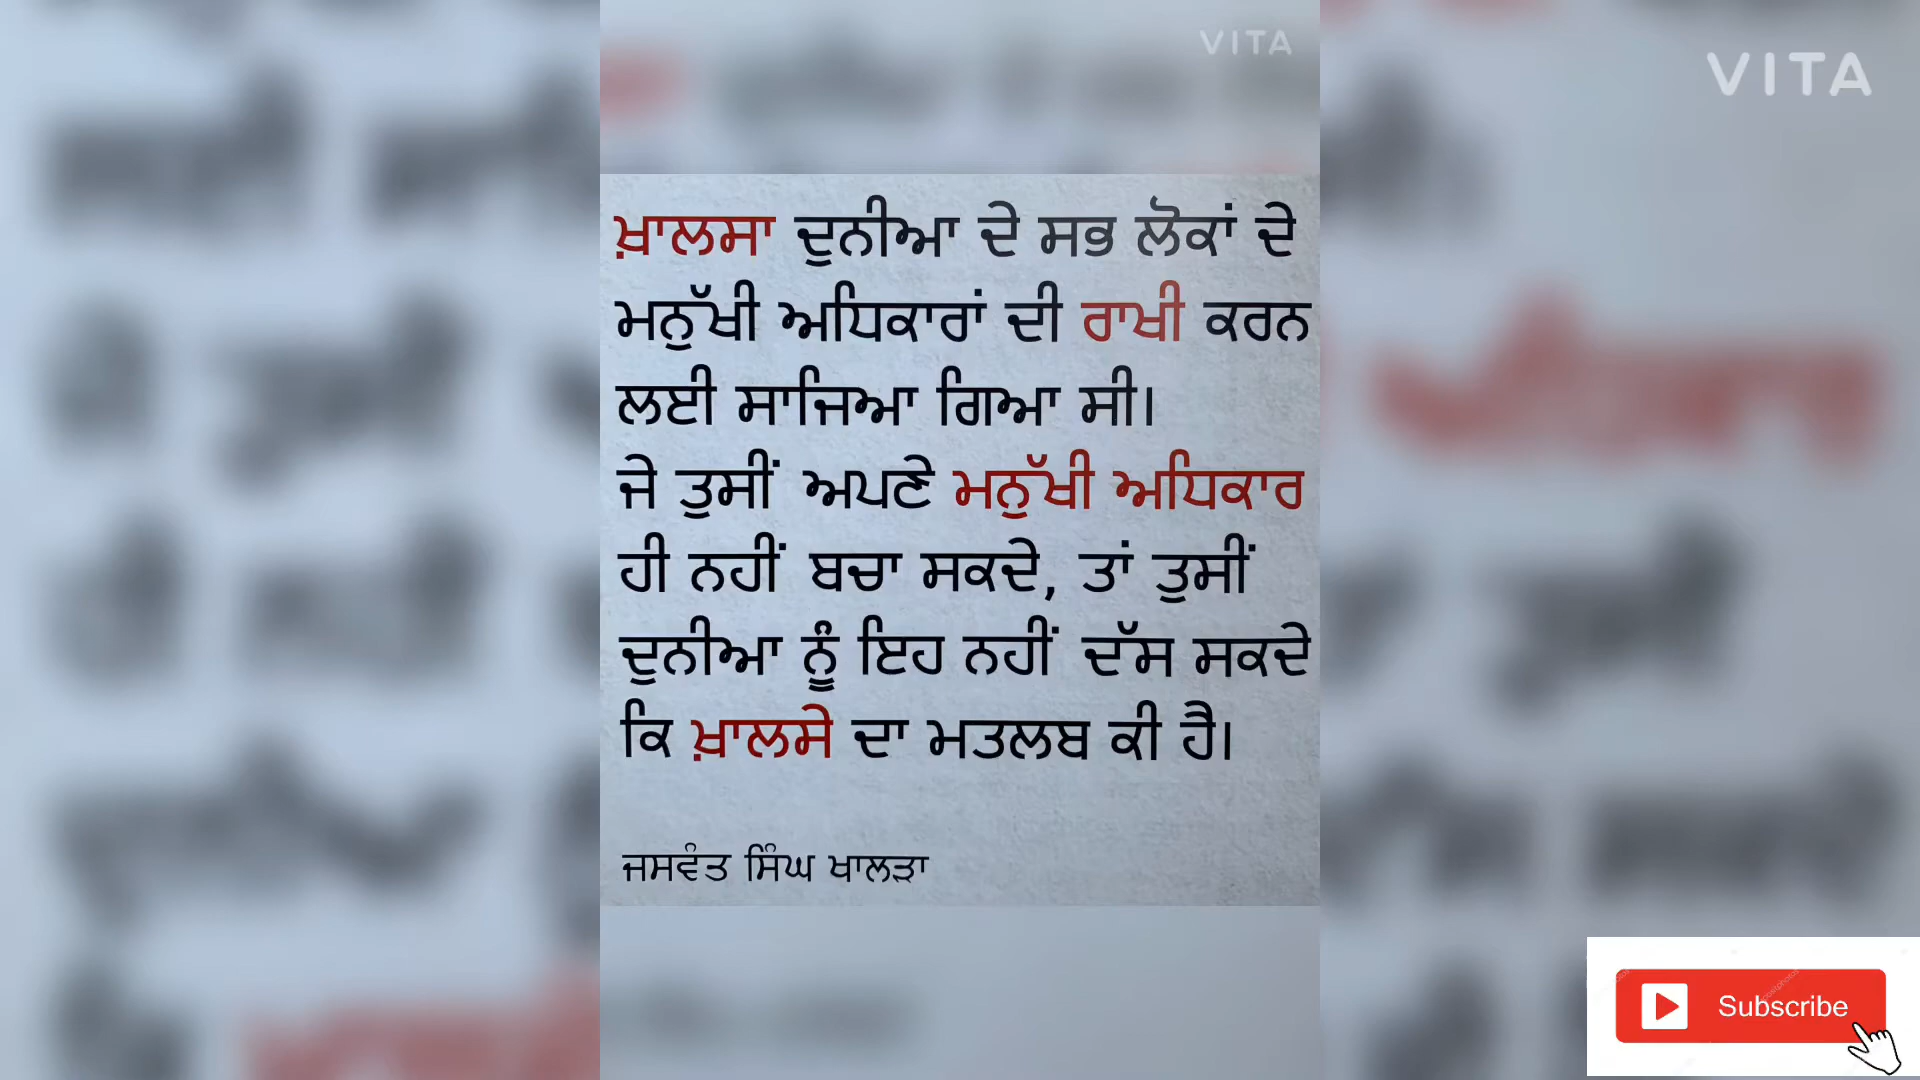 VITA
VITA
ਖ਼ਾਲਸਾ ਦੁਨੀਆ ਦੇ ਸਭ ਲੋਕਾਂ ਦੇ
ਮਨੁੱਖੀ ਅਧਿਕਾਰਾਂ ਦੀ ਰਾਖੀ ਕਰਨ
ਲਈ ਸਾਜਿਆ ਗਿਆ ਸੀ।
ਜੇ ਤੁਸੀਂ ਅਪਣੇ ਮਨੁੱਖੀ ਅਧਿਕਾਰ
ਹੀ ਨਹੀਂ ਬਚਾ ਸਕਦੇ, ਤਾਂ ਤੁਸੀਂ
ਦੁਨੀਆ ਨੂੰ ਇਹ ਨਹੀਂ ਦੱਸ ਸਕਦੇ
ਕਿ ਖ਼ਾਲਸੇ ਦਾ ਮਤਲਬ ਕੀ ਹੈ।
ਜਸਵੰਤ ਸਿੰਘ ਖਾਲੜਾ
Subscribe